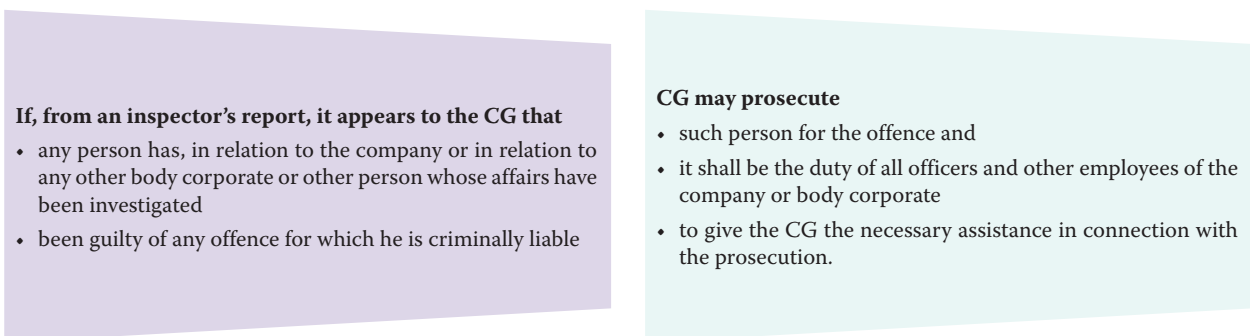 If, from an inspector's report, it appears to the CG that
• any person has, in relation to the company or in relation to
any other body corporate or other person whose affairs have
been investigated
• been guilty of any offence for which he is criminally liable
CG may prosecute
• such person for the offence and
• it shall be the duty of all officers and other employees of the
company or body corporate
• to give the CG the necessary assistance in connection with
the prosecution.